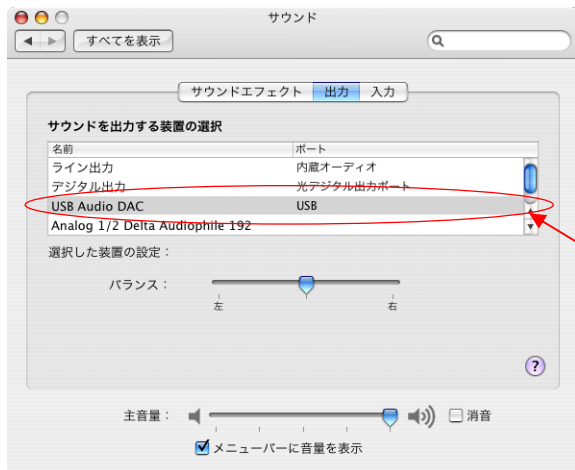 サウンド
すべてを表示
サウンドエフェクト 出力 入力
サウンドを出力する装置の選択
名前 ポート
ライン出力 内蔵オーディオ
デジタル出力 光デジタル出力ポート
USB Audio DAC USB
Analog 1/2 Delta Audiophile 192
選択した装置の設定：
バランス：
左 右
?
主音量： 消音
メニューバーに音量を表示